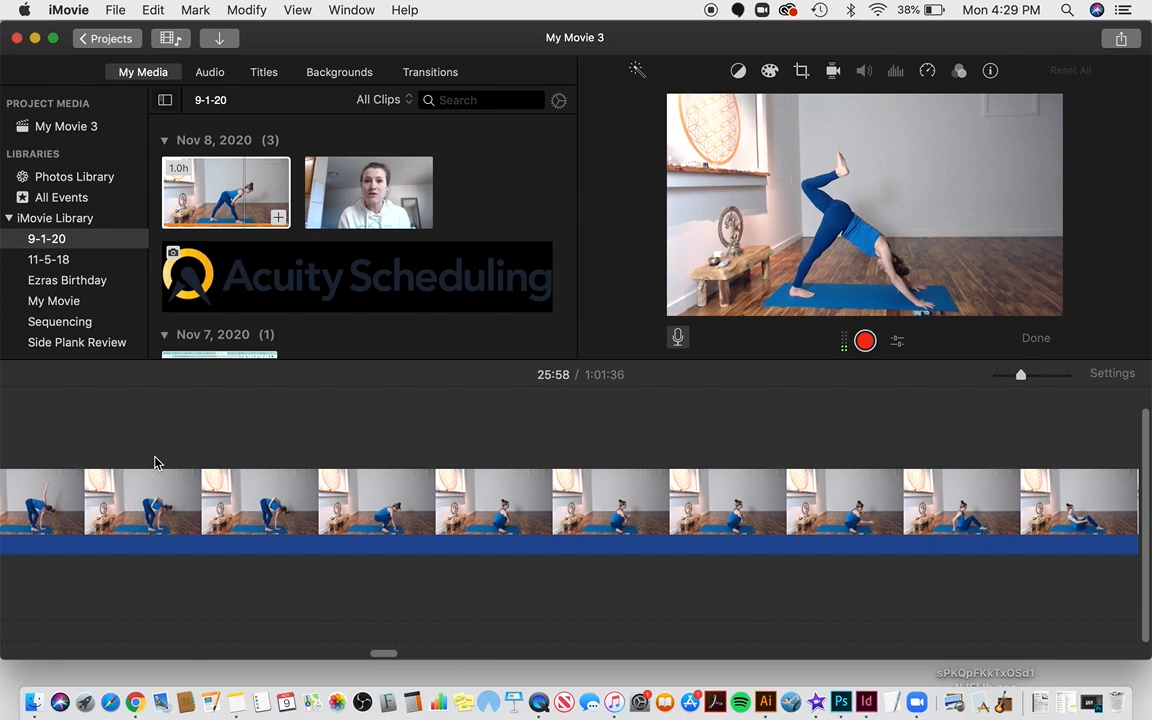 iMovie File Edit Mark Modify View Window Help 38% Mon 4:29 PM
Projects My Movie 3
My Media Audio Titles Backgrounds Transitions Reset All
PROJECT MEDIA
My Movie 3
LIBRARIES
Photos Library
All Events
iMovie Library
9-1-20
11-5-18
Ezras Birthday
My Movie
Sequencing
Side Plank Review
9-1-20 All Clips Search
Nov 8, 2020 (3)
1.0h
Acuity Scheduling
Nov 7, 2020 (1)
Done
25:58 / 1:01:36 Settings